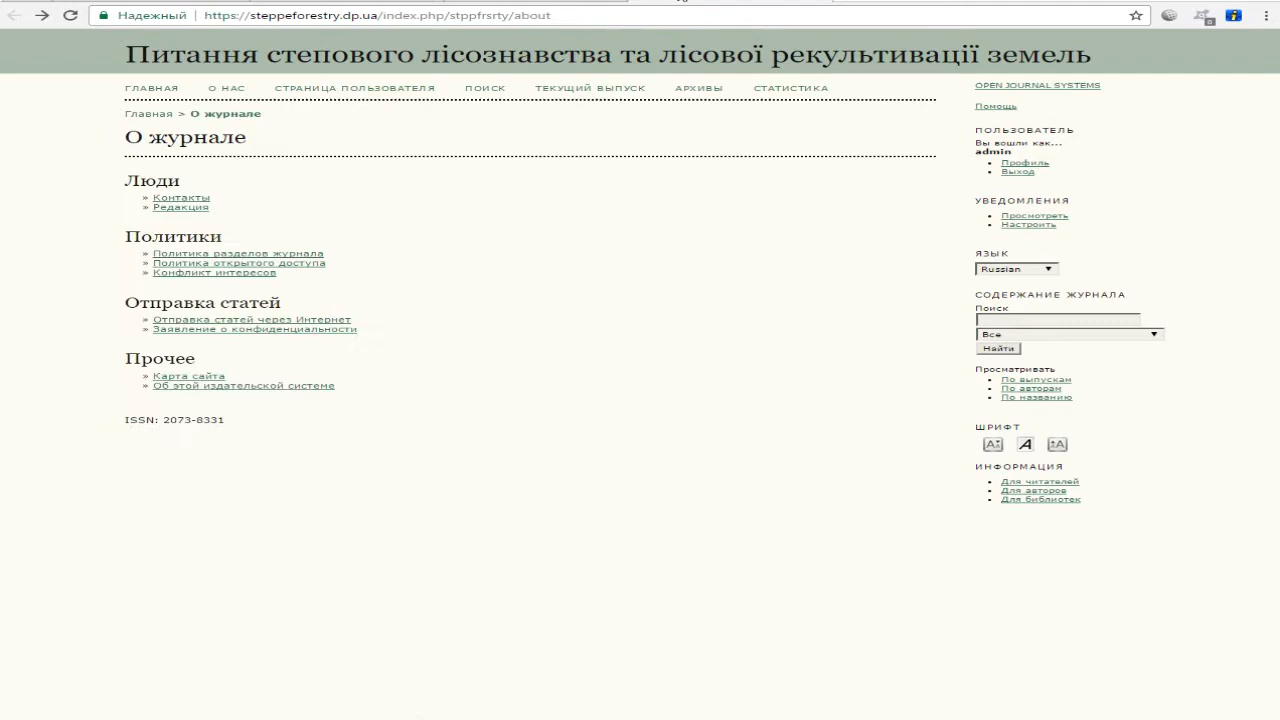 Надежный https://steppeforestry.dp.ua/index.php/stppfrsrty/about
Питання степового лісознавства та лісової рекультивації земель
ГЛАВНАЯ О НАС СТРАНИЦА ПОЛЬЗОВАТЕЛЯ ПОИСК ТЕКУЩИЙ ВЫПУСК АРХИВЫ СТАТИСТИКА
Главная > О журнале
О журнале
Люди
» Контакты
» Редакция
Политики
» Политика разделов журнала
» Политика открытого доступа
» Конфликт интересов
Отправка статей
» Отправка статей через Интернет
» Заявление о конфиденциальности
Прочее
» Карта сайта
» Об этой издательской системе
ISSN: 2073-8331
OPEN JOURNAL SYSTEMS
Помощь
ПОЛЬЗОВАТЕЛЬ
Вы вошли как...
admin
Профиль
Выход
УВЕДОМЛЕНИЯ
Просмотреть
Настроить
ЯЗЫК
Russian
СОДЕРЖАНИЕ ЖУРНАЛА
Поиск
Все
Найти
Просматривать
По выпускам
По авторам
По названию
ШРИФТ
ИНФОРМАЦИЯ
Для читателей
Для авторов
Для библиотек